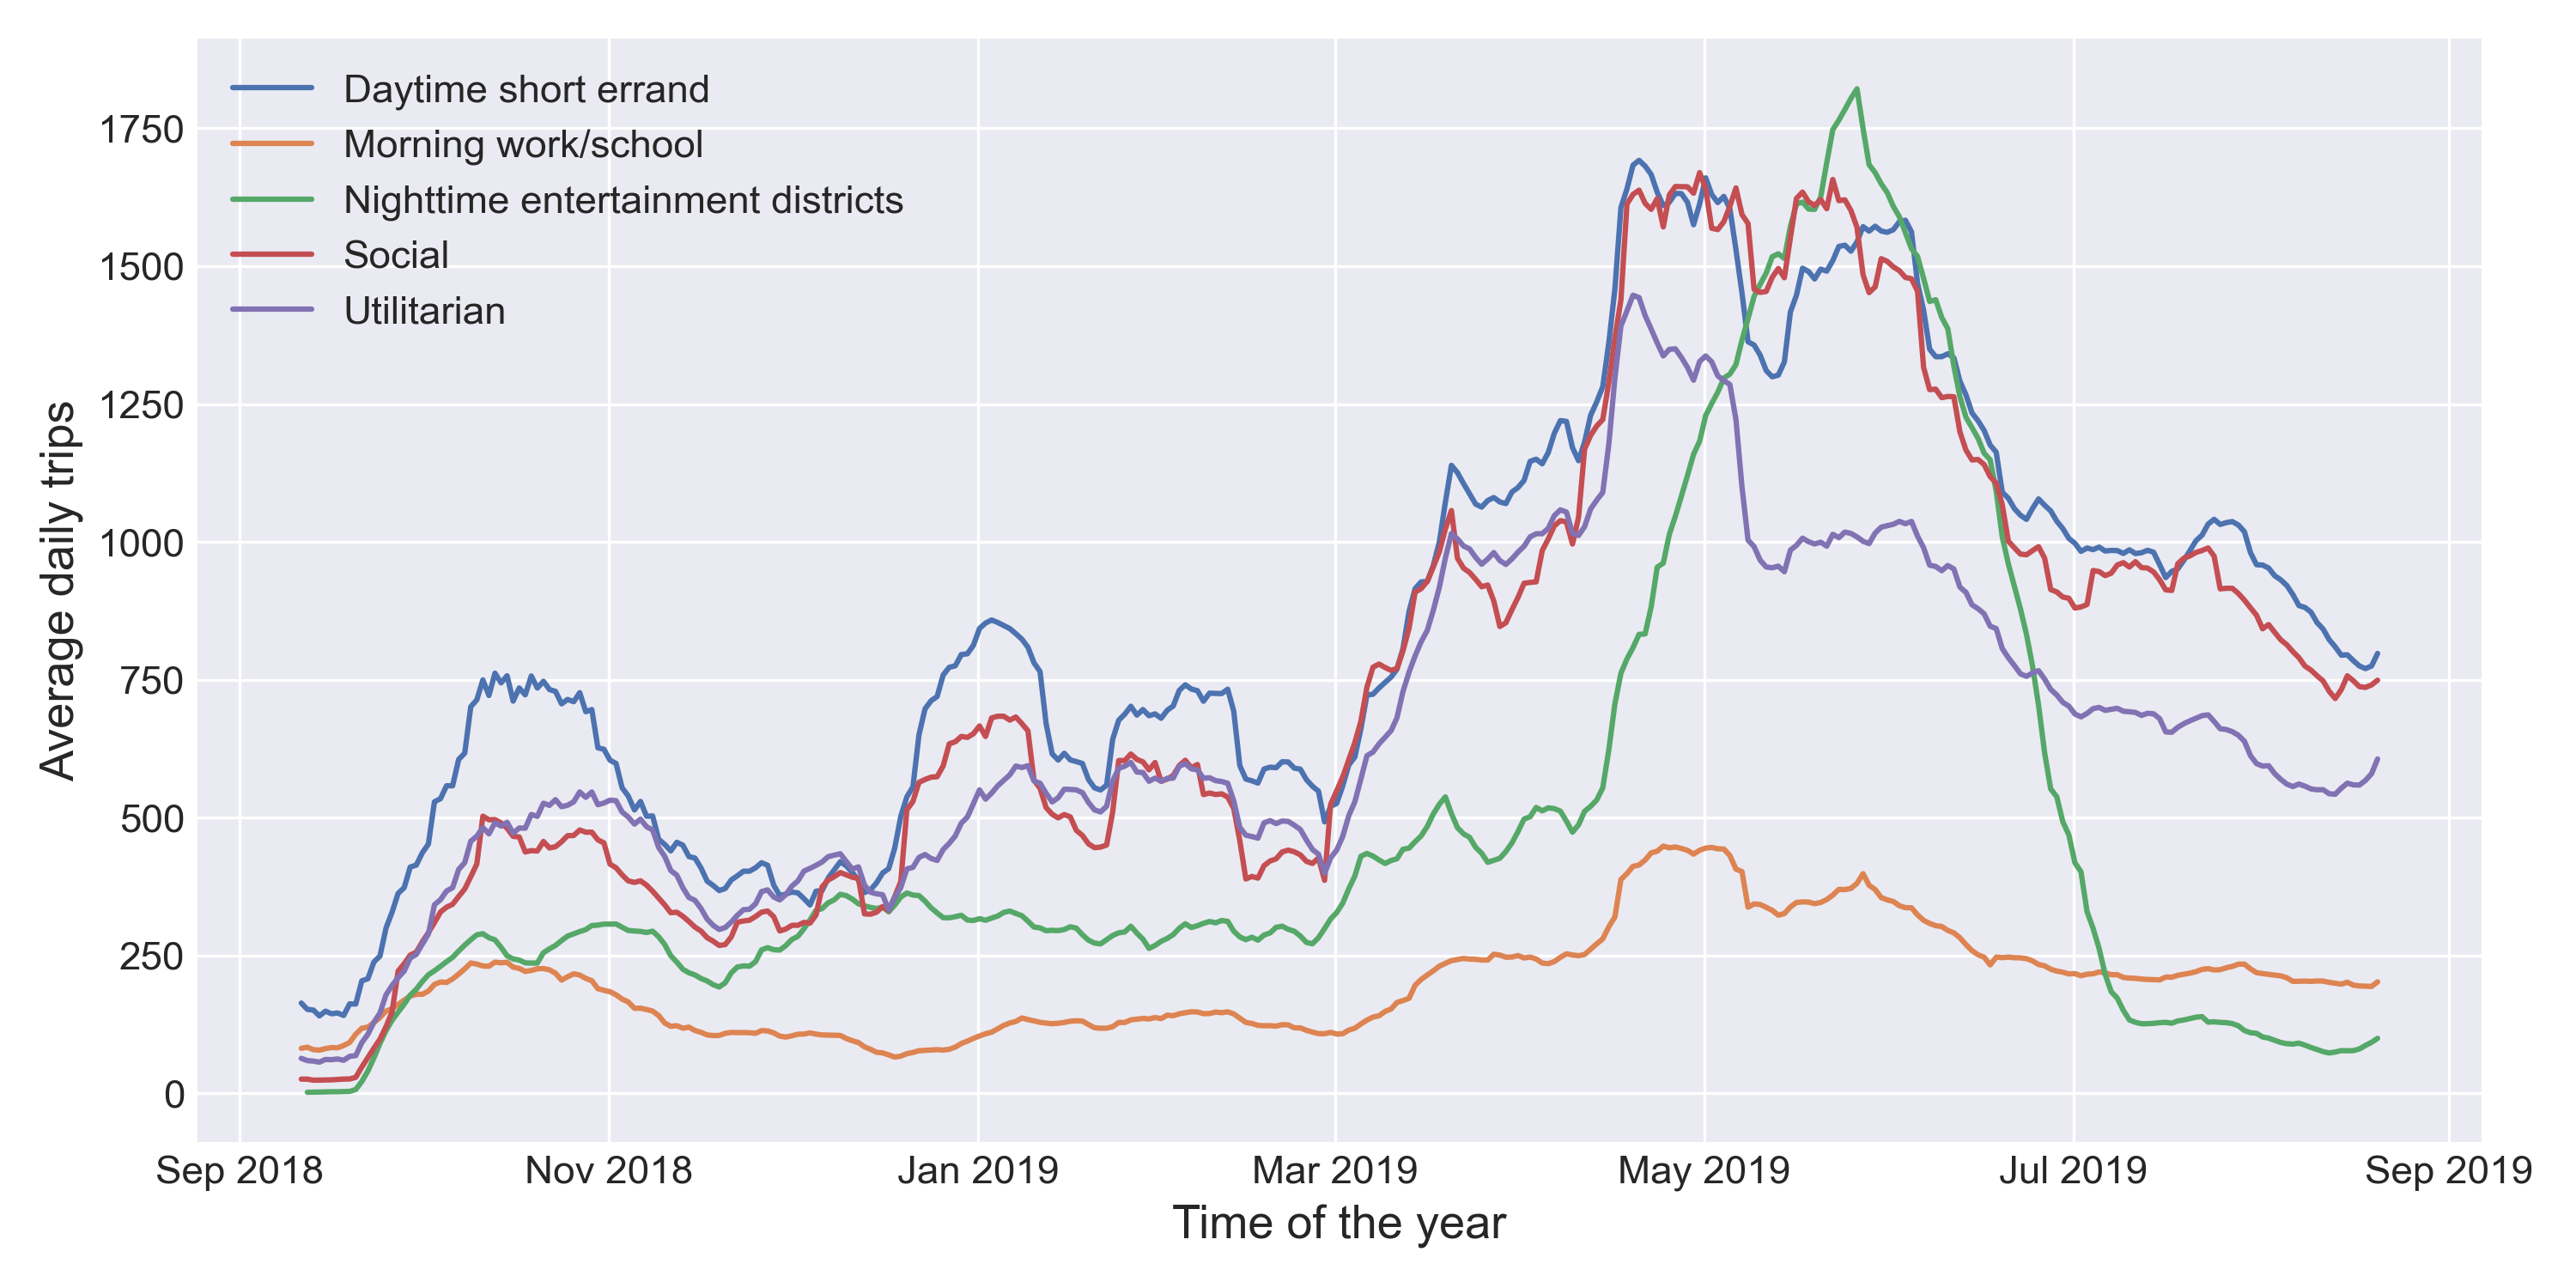 Daytime short errand
Morning work/school
Nighttime entertainment districts
Social
Utilitarian
1750
1500
1250
1000
750
500
250
0
Average daily trips
Sep 2018 Nov 2018 Jan 2019 Mar 2019 May 2019 Jul 2019 Sep 2019
Time of the year